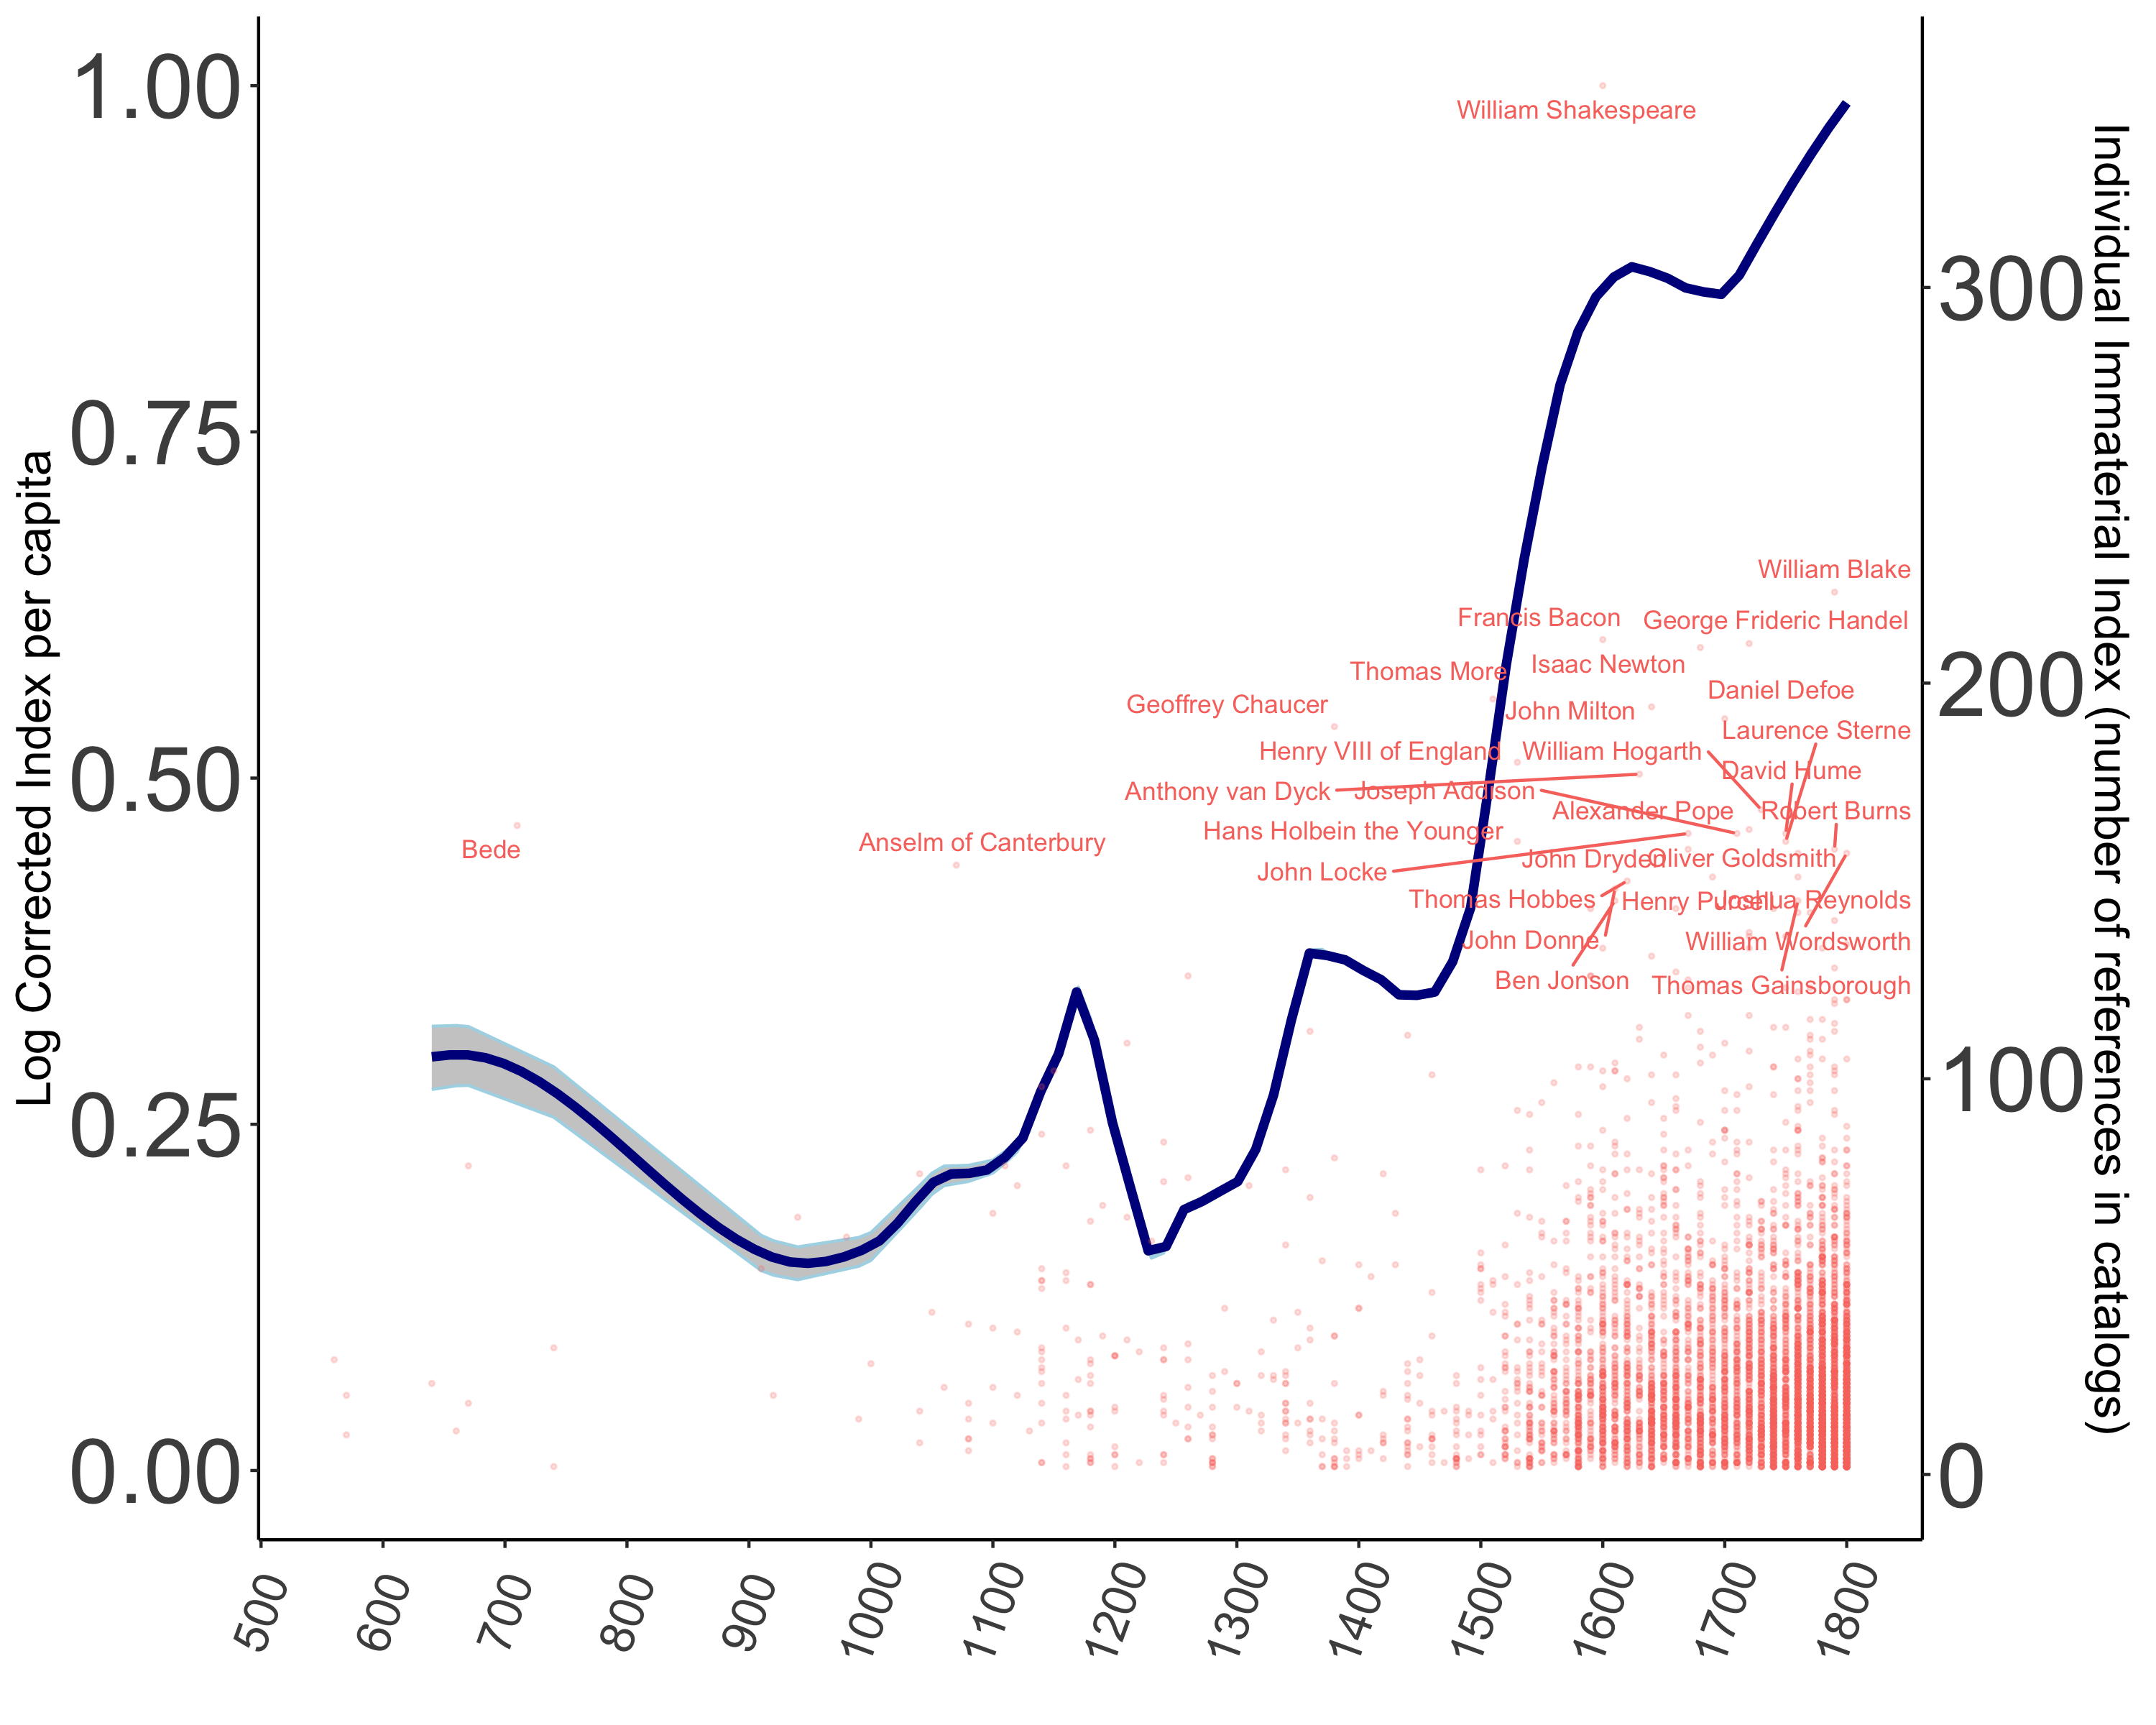 Log Corrected Index per capita
1.00
0.75
0.50
0.25
0.00
William Shakespeare
William Blake
Francis Bacon
George Frideric Handel
Thomas More
Isaac Newton
Geoffrey Chaucer
Daniel Defoe
John Milton
Laurence Sterne
Henry VIII of England
William Hogarth
David Hume
Anthony van Dyck
Joseph Addison
Alexander Pope
Robert Burns
Hans Holbein the Younger
Bede
Anselm of Canterbury
John Dryden
Oliver Goldsmith
John Locke
Thomas Hobbes
Henry Purcell
Joshua Reynolds
John Donne
William Wordsworth
Ben Jonson
Thomas Gainsborough
300
200
100
0
Individual Immaterial Index (number of references in catalogs)
500
600
700
800
900
1000
1100
1200
1300
1400
1500
1600
1700
1800